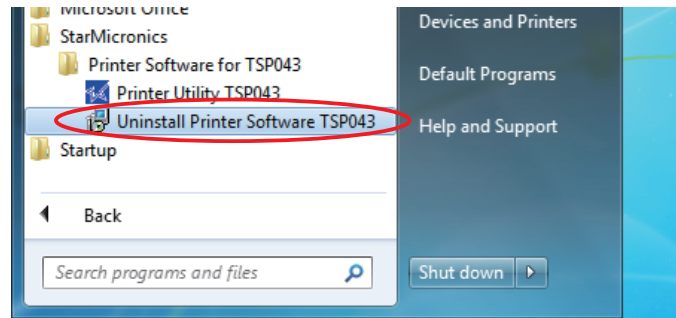 Microsoft Office
StarMicronics
Printer Software for TSP043
Printer Utility TSP043
Uninstall Printer Software TSP043
Startup
Back
Search programs and files
Devices and Printers
Default Programs
Help and Support
Shut down